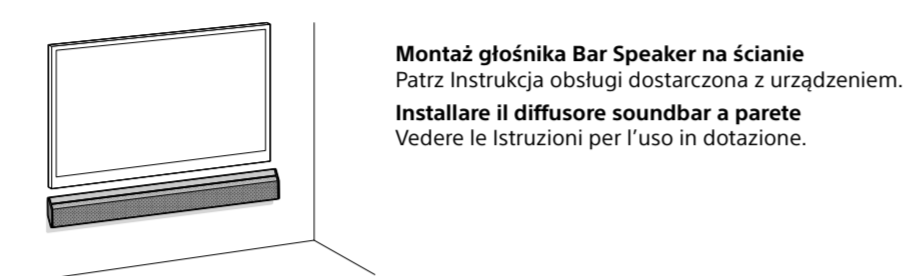 Montaż głośnika Bar Speaker na ścianie
Patrz Instrukcja obsługi dostarczona z urządzeniem.
Installare il diffusore soundbar a parete
Vedere le Istruzioni per l’uso in dotazione.